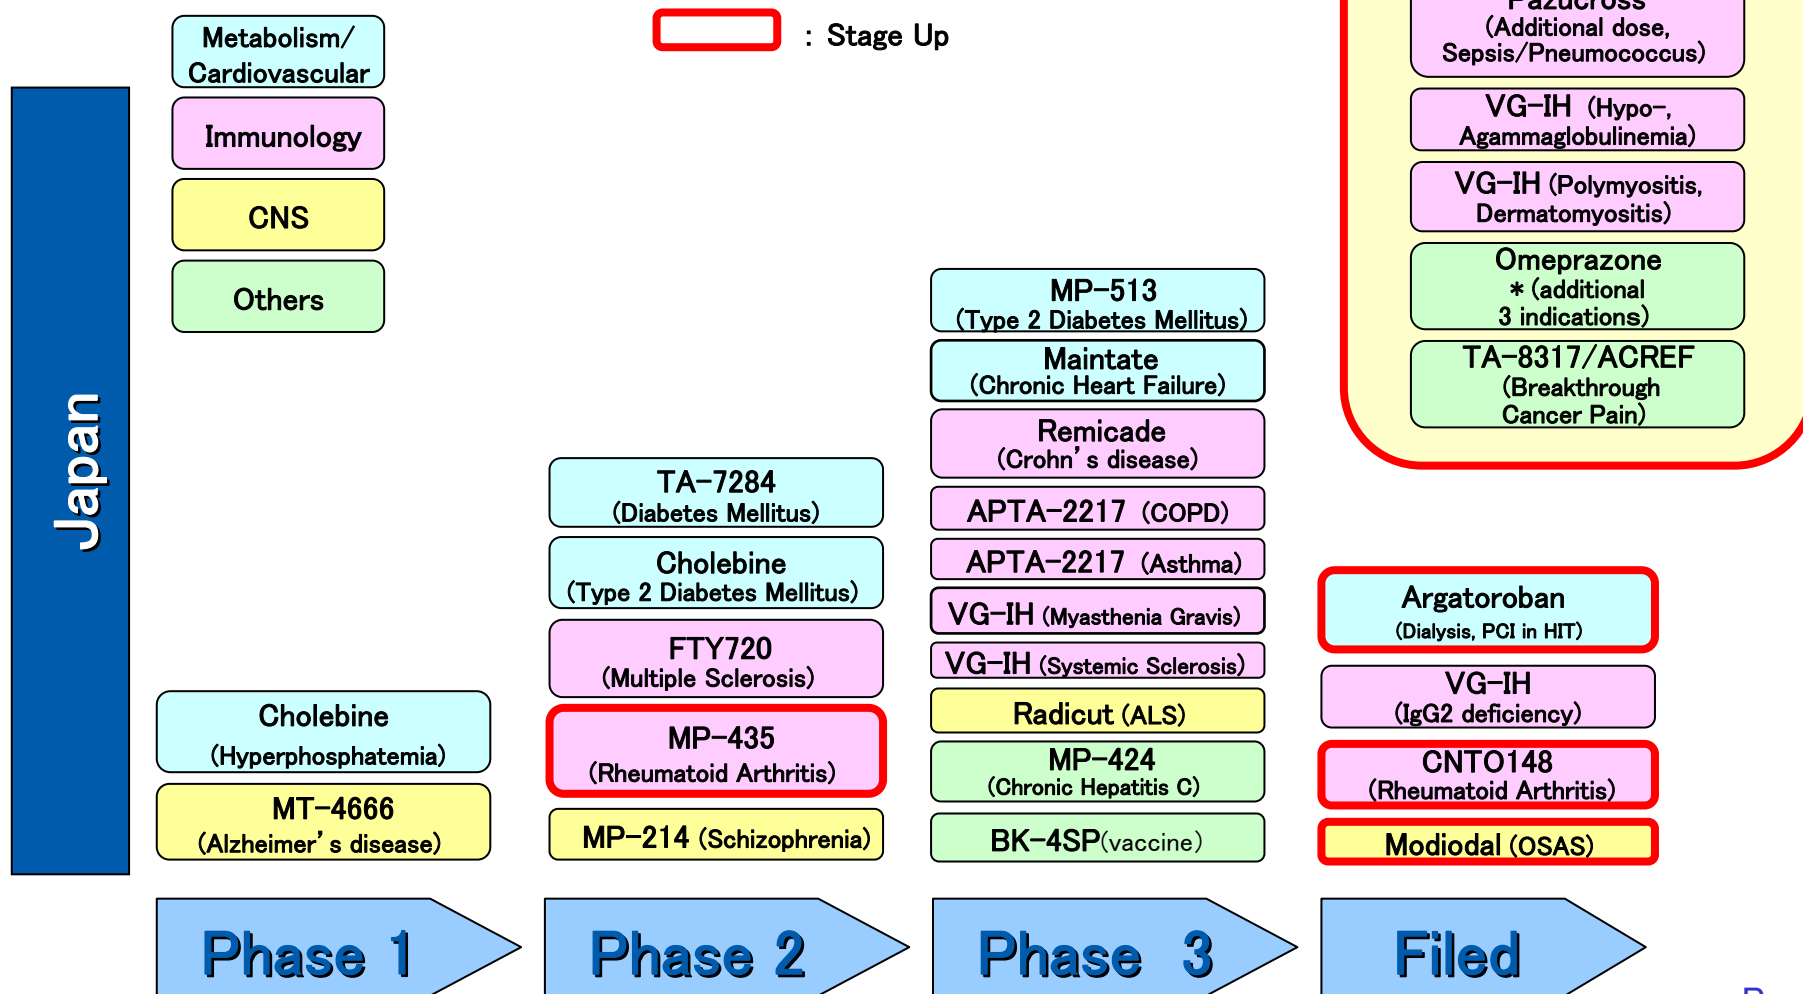 Metabolism/
Cardiovascular
Immunology
CNS
Others
: Stage Up
Japan
Pazucross
(Additional dose,
Sepsis/Pneumococcus)
VG-IH (Hypo-,
Agammaglobulinemia)
VG-IH (Polymyositis,
Dermatomyositis)
Omeprazone
* (additional
3 indications)
TA-8317/ACREF
(Breakthrough
Cancer Pain)
Cholebine
(Hyperphosphatemia)
MT-4666
(Alzheimer's disease)
TA-7284
(Diabetes Mellitus)
Cholebine
(Type 2 Diabetes Mellitus)
FTY720
(Multiple Sclerosis)
MP-435
(Rheumatoid Arthritis)
MP-214 (Schizophrenia)
MP-513
(Type 2 Diabetes Mellitus)
Maintate
(Chronic Heart Failure)
Remicade
(Crohn's disease)
APTA-2217 (COPD)
APTA-2217 (Asthma)
VG-IH (Myasthenia Gravis)
VG-IH (Systemic Sclerosis)
Radicut (ALS)
MP-424
(Chronic Hepatitis C)
BK-4SP(vaccine)
Argatoroban
(Dialysis, PCI in HIT)
VG-IH
(IgG2 deficiency)
CNTO148
(Rheumatoid Arthritis)
Modiodal (OSAS)
Phase 1
Phase 2
Phase 3
Filed